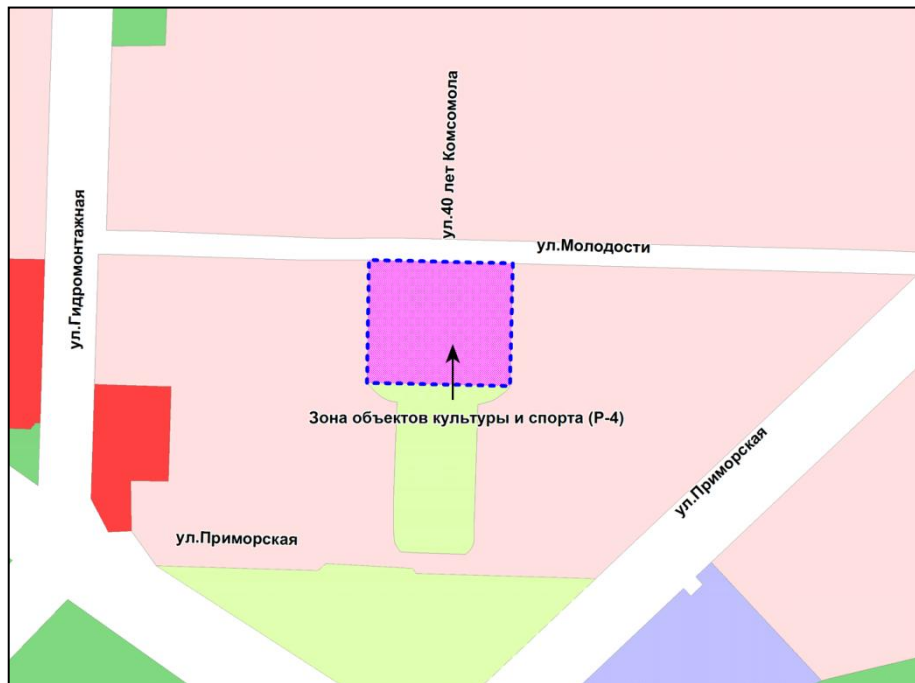 ул.40 лет Комсомола
ул.Молодости
ул.Гидромонтажная
Зона объектов культуры и спорта (Р-4)
ул.Приморская
ул.Приморская